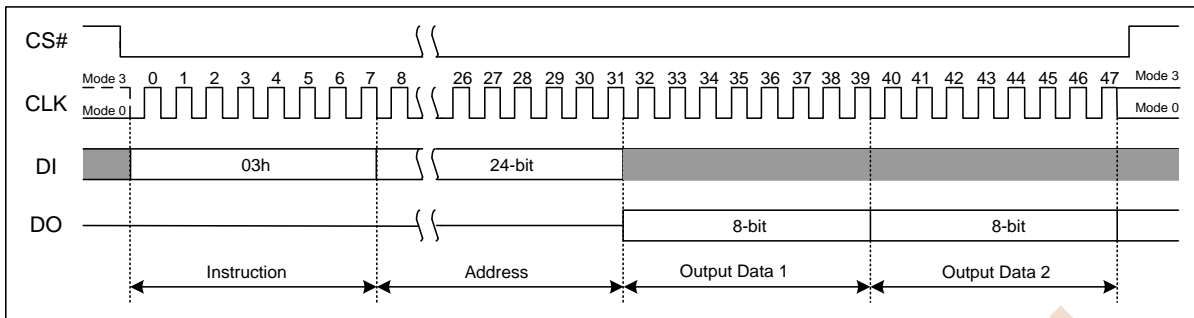 CS#
Mode 3 0 1 2 3 4 5 6 7 8 26 27 28 29 30 31 32 33 34 35 36 37 38 39 40 41 42 43 44 45 46 47 Mode 3
CLK
Mode 0 Mode 0
DI 03h 24-bit
DO 8-bit 8-bit
Instruction Address Output Data 1 Output Data 2